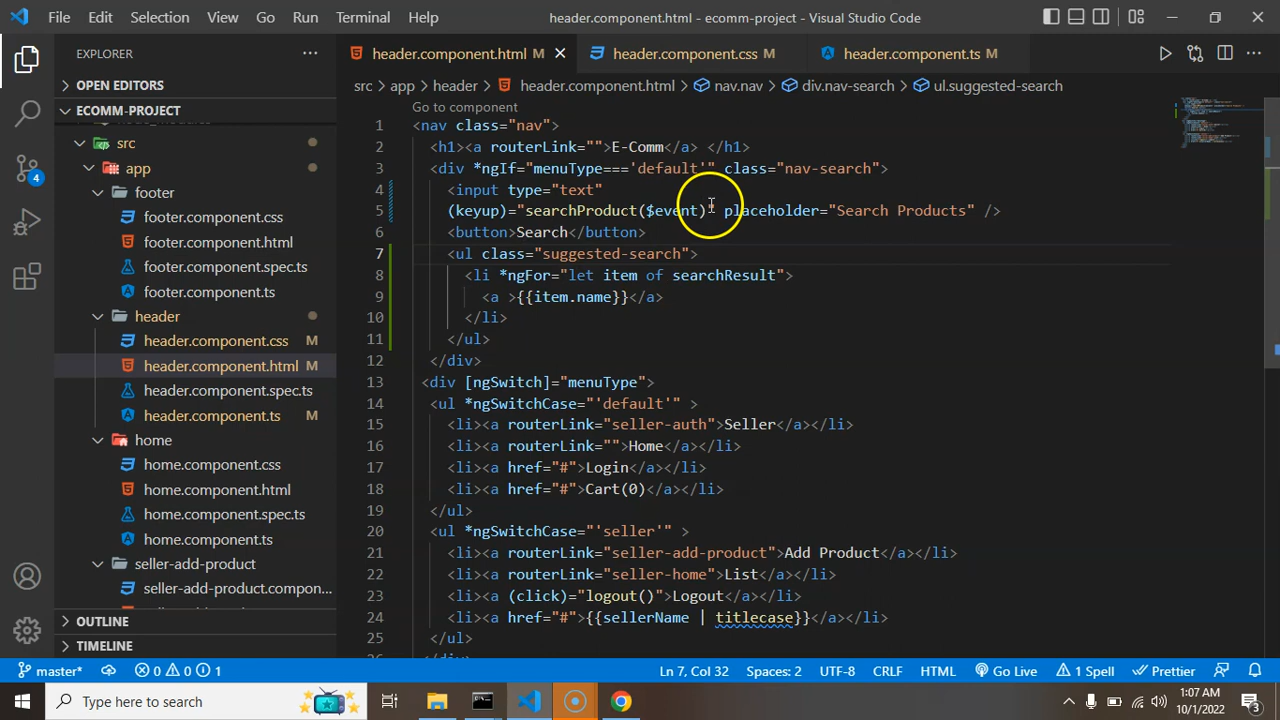 File Edit Selection View Go Run Terminal Help
header.component.html - ecomm-project - Visual Studio Code
EXPLORER
OPEN EDITORS
ECOMM-PROJECT
src
app
footer
footer.component.css
footer.component.html
footer.component.spec.ts
footer.component.ts
header
header.component.css M
header.component.html M
header.component.spec.ts
header.component.ts M
home
home.component.css
home.component.html
home.component.spec.ts
home.component.ts
seller-add-product
seller-add-product.compon...
OUTLINE
TIMELINE
4
header.component.html M header.component.css M header.component.ts M
src > app > header > header.component.html > nav.nav > div.nav-search > ul.suggested-search
Go to component
1 <nav class="nav">
2 <h1><a routerLink="">E-Comm</a> </h1>
3 <div *ngIf="menuType==='default'" class="nav-search">
4 <input type="text"
5 (keyup)="searchProduct($event)" placeholder="Search Products" />
6 <button>Search</button>
7 <ul class="suggested-search">
8 <li *ngFor="let item of searchResult">
9 <a >{{item.name}}</a>
10 </li>
11 </ul>
12 </div>
13 <div [ngSwitch]="menuType">
14 <ul *ngSwitchCase="'default'" >
15 <li><a routerLink="seller-auth">Seller</a></li>
16 <li><a routerLink="">Home</a></li>
17 <li><a href="#">Login</a></li>
18 <li><a href="#">Cart(0)</a></li>
19 </ul>
20 <ul *ngSwitchCase="'seller'" >
21 <li><a routerLink="seller-add-product">Add Product</a></li>
22 <li><a routerLink="seller-home">List</a></li>
23 <li><a (click)="logout()">Logout</a></li>
24 <li><a href="#">{{sellerName | titlecase}}</a></li>
25 </ul>
master* 0 0 1 Ln 7, Col 32 Spaces: 2 UTF-8 CRLF HTML Go Live 1 Spell Prettier
Type here to search
1:07 AM
10/1/2022
3